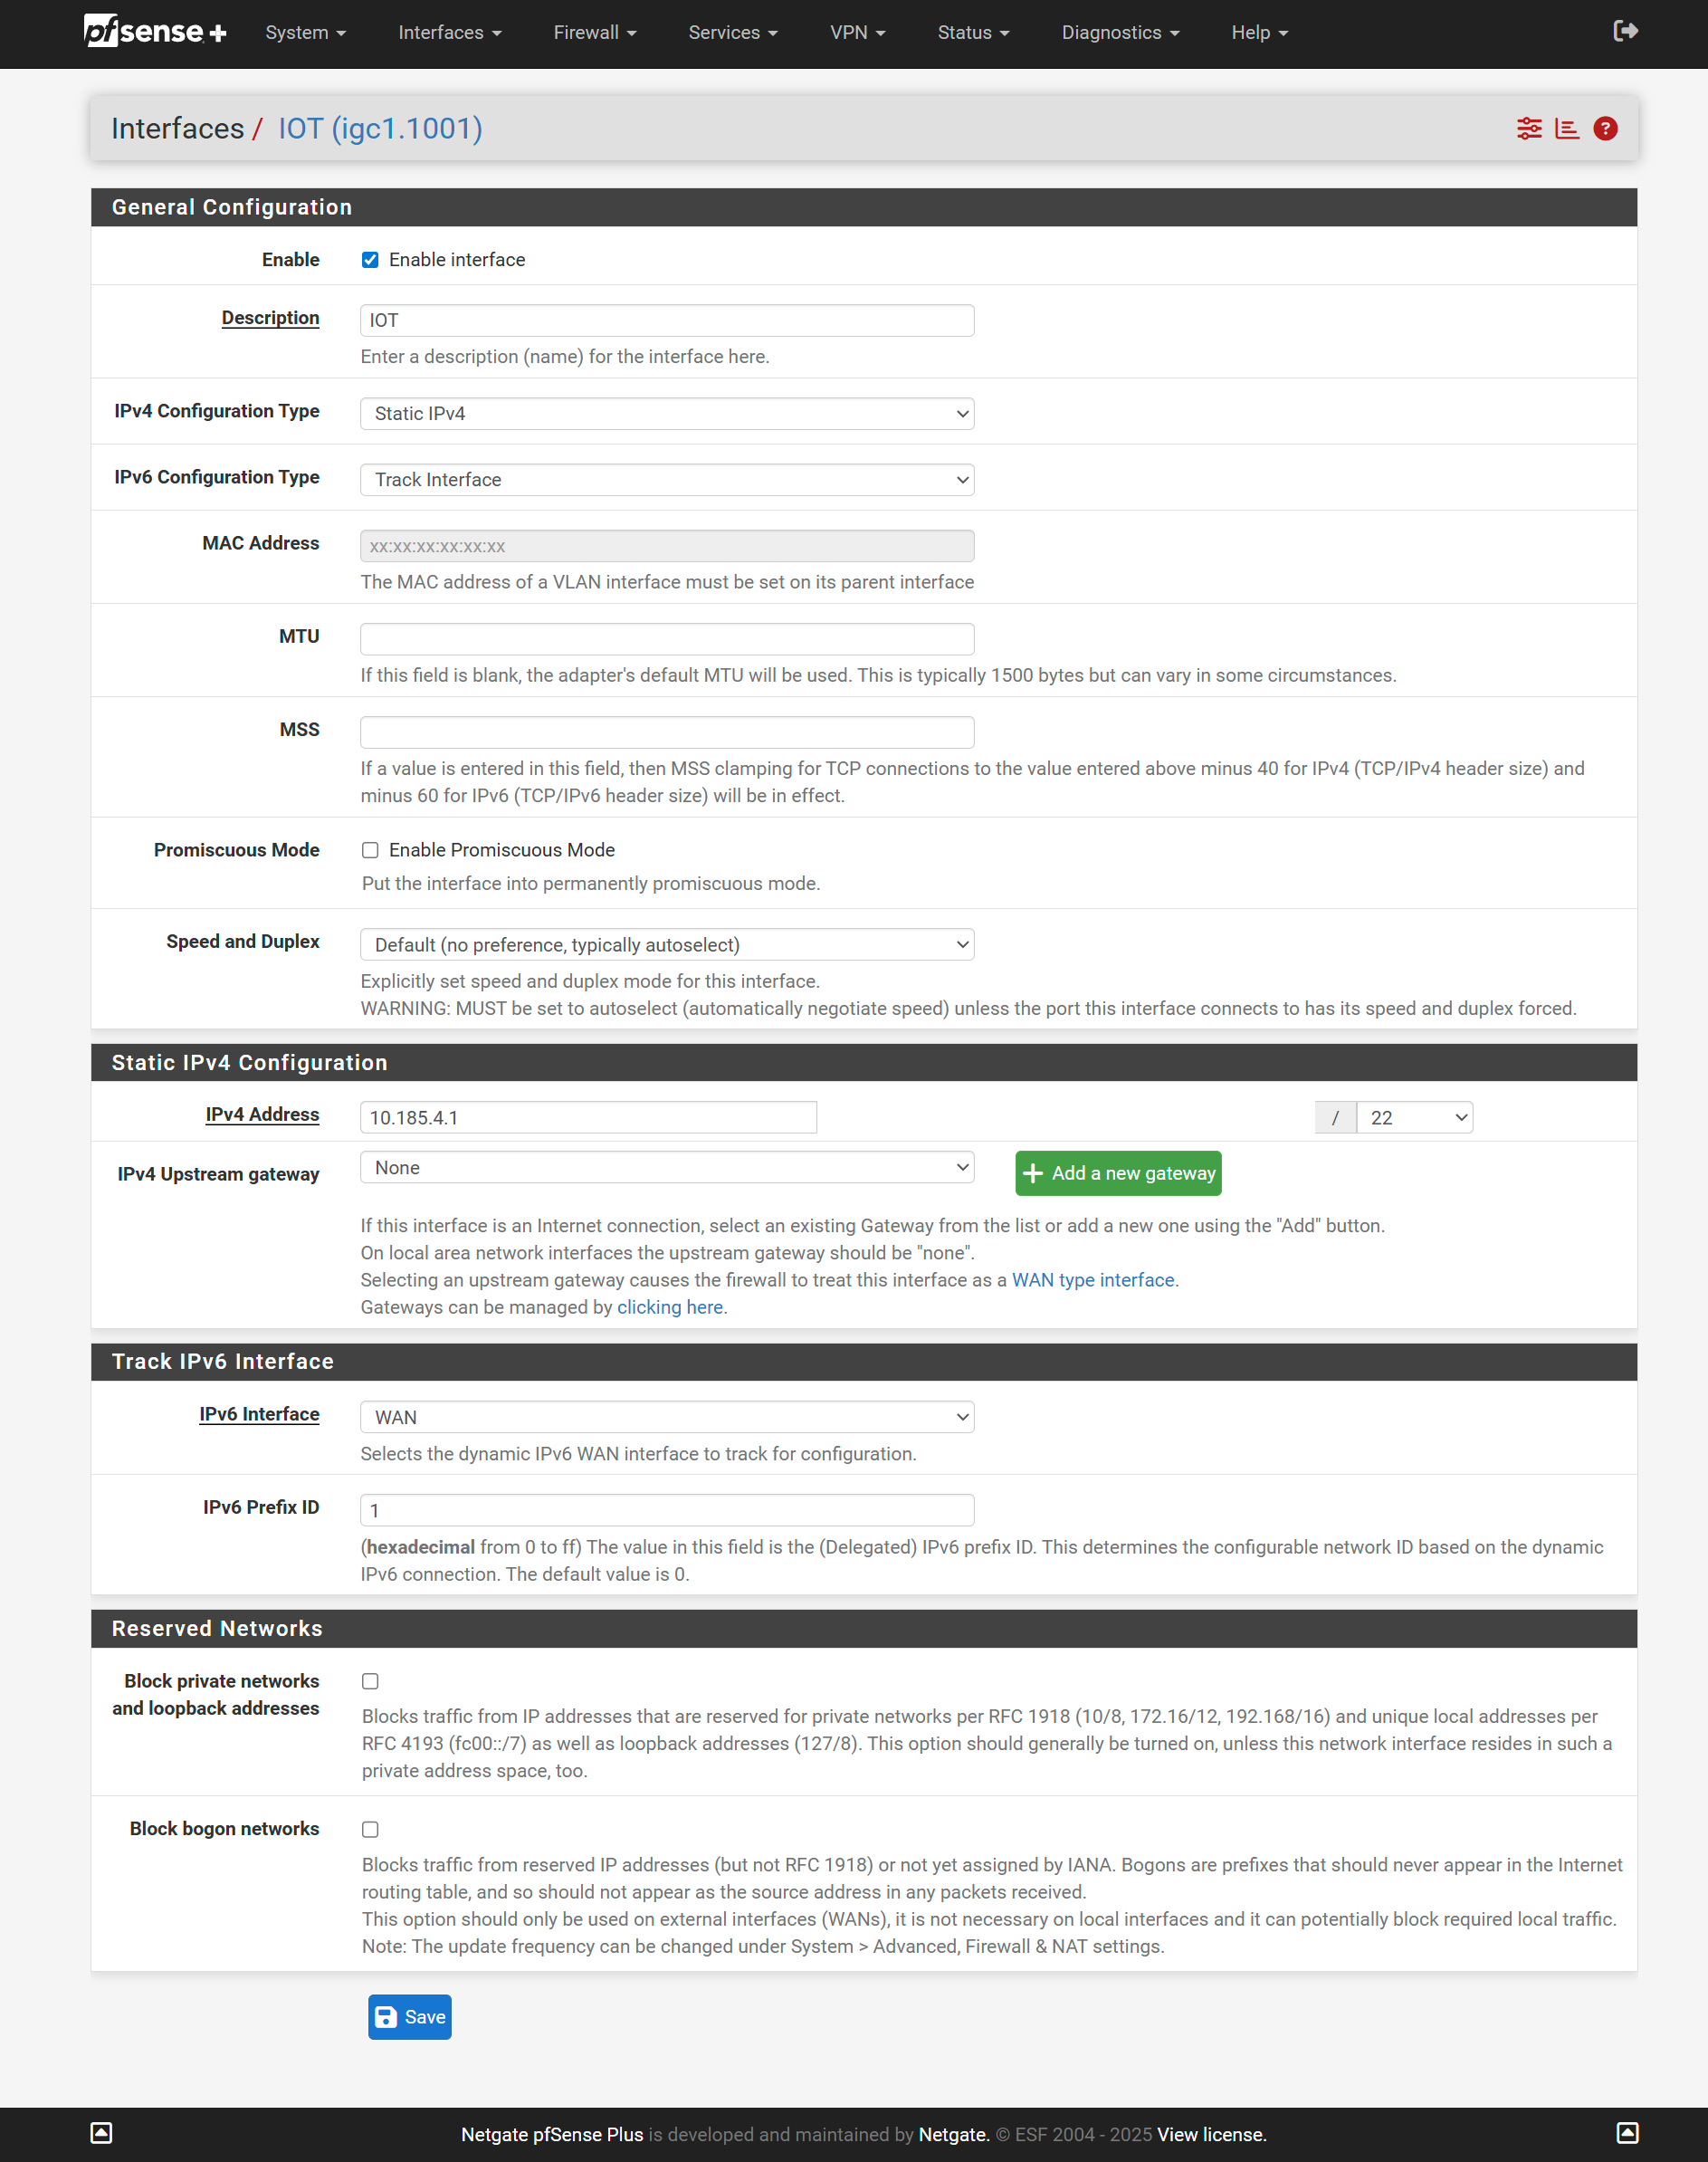 pfsense +
System Interfaces Firewall Services VPN Status Diagnostics Help
Interfaces / IOT (igc1.1001)
General Configuration
Enable Enable interface
Description IOT
Enter a description (name) for the interface here.
IPv4 Configuration Type Static IPv4
IPv6 Configuration Type Track Interface
MAC Address xx:xx:xx:xx:xx:xx
The MAC address of a VLAN interface must be set on its parent interface
MTU
If this field is blank, the adapter's default MTU will be used. This is typically 1500 bytes but can vary in some circumstances.
MSS
If a value is entered in this field, then MSS clamping for TCP connections to the value entered above minus 40 for IPv4 (TCP/IPv4 header size) and
minus 60 for IPv6 (TCP/IPv6 header size) will be in effect.
Promiscuous Mode Enable Promiscuous Mode
Put the interface into permanently promiscuous mode.
Speed and Duplex Default (no preference, typically autoselect)
Explicitly set speed and duplex mode for this interface.
WARNING: MUST be set to autoselect (automatically negotiate speed) unless the port this interface connects to has its speed and duplex forced.
Static IPv4 Configuration
IPv4 Address 10.185.4.1 / 22
IPv4 Upstream gateway None Add a new gateway
If this interface is an Internet connection, select an existing Gateway from the list or add a new one using the "Add" button.
On local area network interfaces the upstream gateway should be "none".
Selecting an upstream gateway causes the firewall to treat this interface as a WAN type interface.
Gateways can be managed by clicking here.
Track IPv6 Interface
IPv6 Interface WAN
Selects the dynamic IPv6 WAN interface to track for configuration.
IPv6 Prefix ID 1
(hexadecimal from 0 to ff) The value in this field is the (Delegated) IPv6 prefix ID. This determines the configurable network ID based on the dynamic
IPv6 connection. The default value is 0.
Reserved Networks
Block private networks
and loopback addresses
Blocks traffic from IP addresses that are reserved for private networks per RFC 1918 (10/8, 172.16/12, 192.168/16) and unique local addresses per
RFC 4193 (fc00::/7) as well as loopback addresses (127/8). This option should generally be turned on, unless this network interface resides in such a
private address space, too.
Block bogon networks
Blocks traffic from reserved IP addresses (but not RFC 1918) or not yet assigned by IANA. Bogons are prefixes that should never appear in the Internet
routing table, and so should not appear as the source address in any packets received.
This option should only be used on external interfaces (WANs), it is not necessary on local interfaces and it can potentially block required local traffic.
Note: The update frequency can be changed under System > Advanced, Firewall & NAT settings.
Save
Netgate pfSense Plus is developed and maintained by Netgate. © ESF 2004 - 2025 View license.